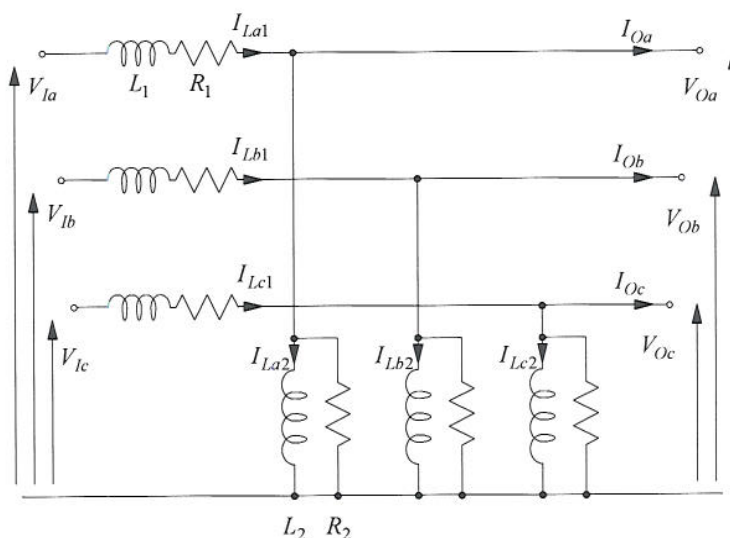 I_La1 I_Oa
V_Ia L_1 R_1 V_Oa
I_Lb1 I_Ob
V_Ib V_Ob
I_Lc1 I_Oc
V_Ic I_La2 I_Lb2 I_Lc2 V_Oc
L_2 R_2